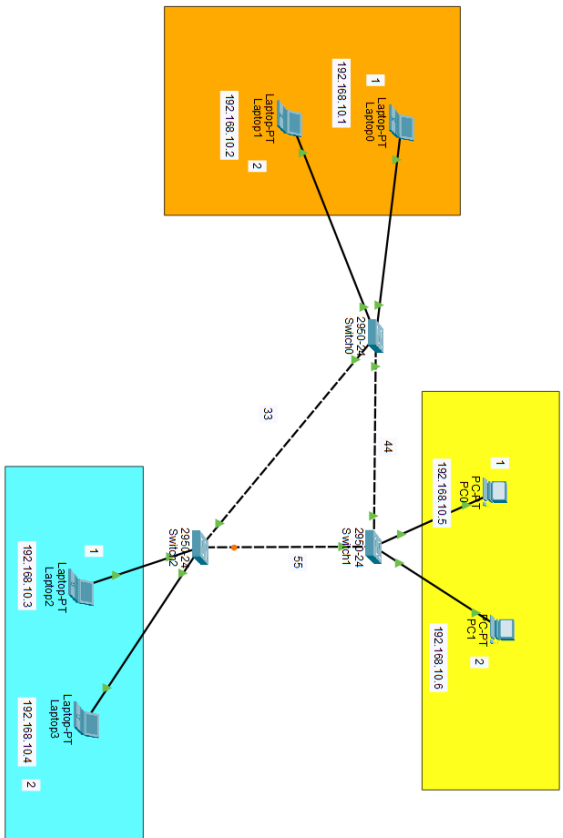 1
192.168.10.1
Laptop-PT
Laptop0
192.168.10.2
Laptop-PT
Laptop1
2
2950-24
Switch0
33
44
1
192.168.10.5
PC-PT
PC0
2950-24
Switch1
192.168.10.6
PC-PT
PC1
2
55
2950-24
Switch2
1
192.168.10.3
Laptop-PT
Laptop2
192.168.10.4
Laptop-PT
Laptop3
2